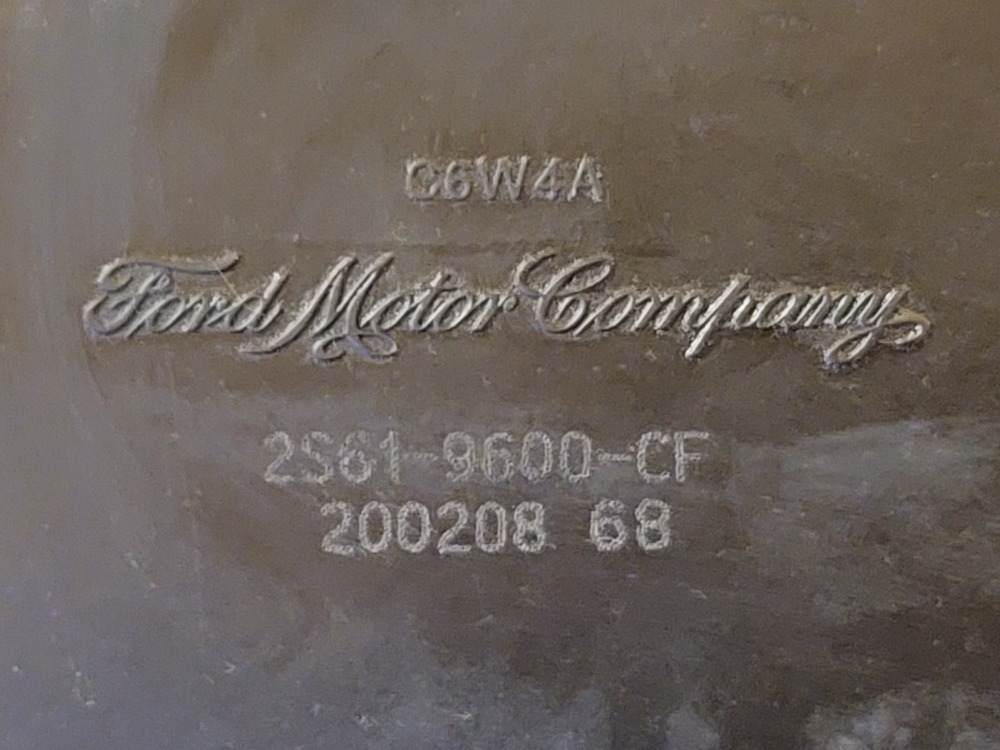 C6W4A
Ford Motor Company
2S61-9600-CF
200208 68